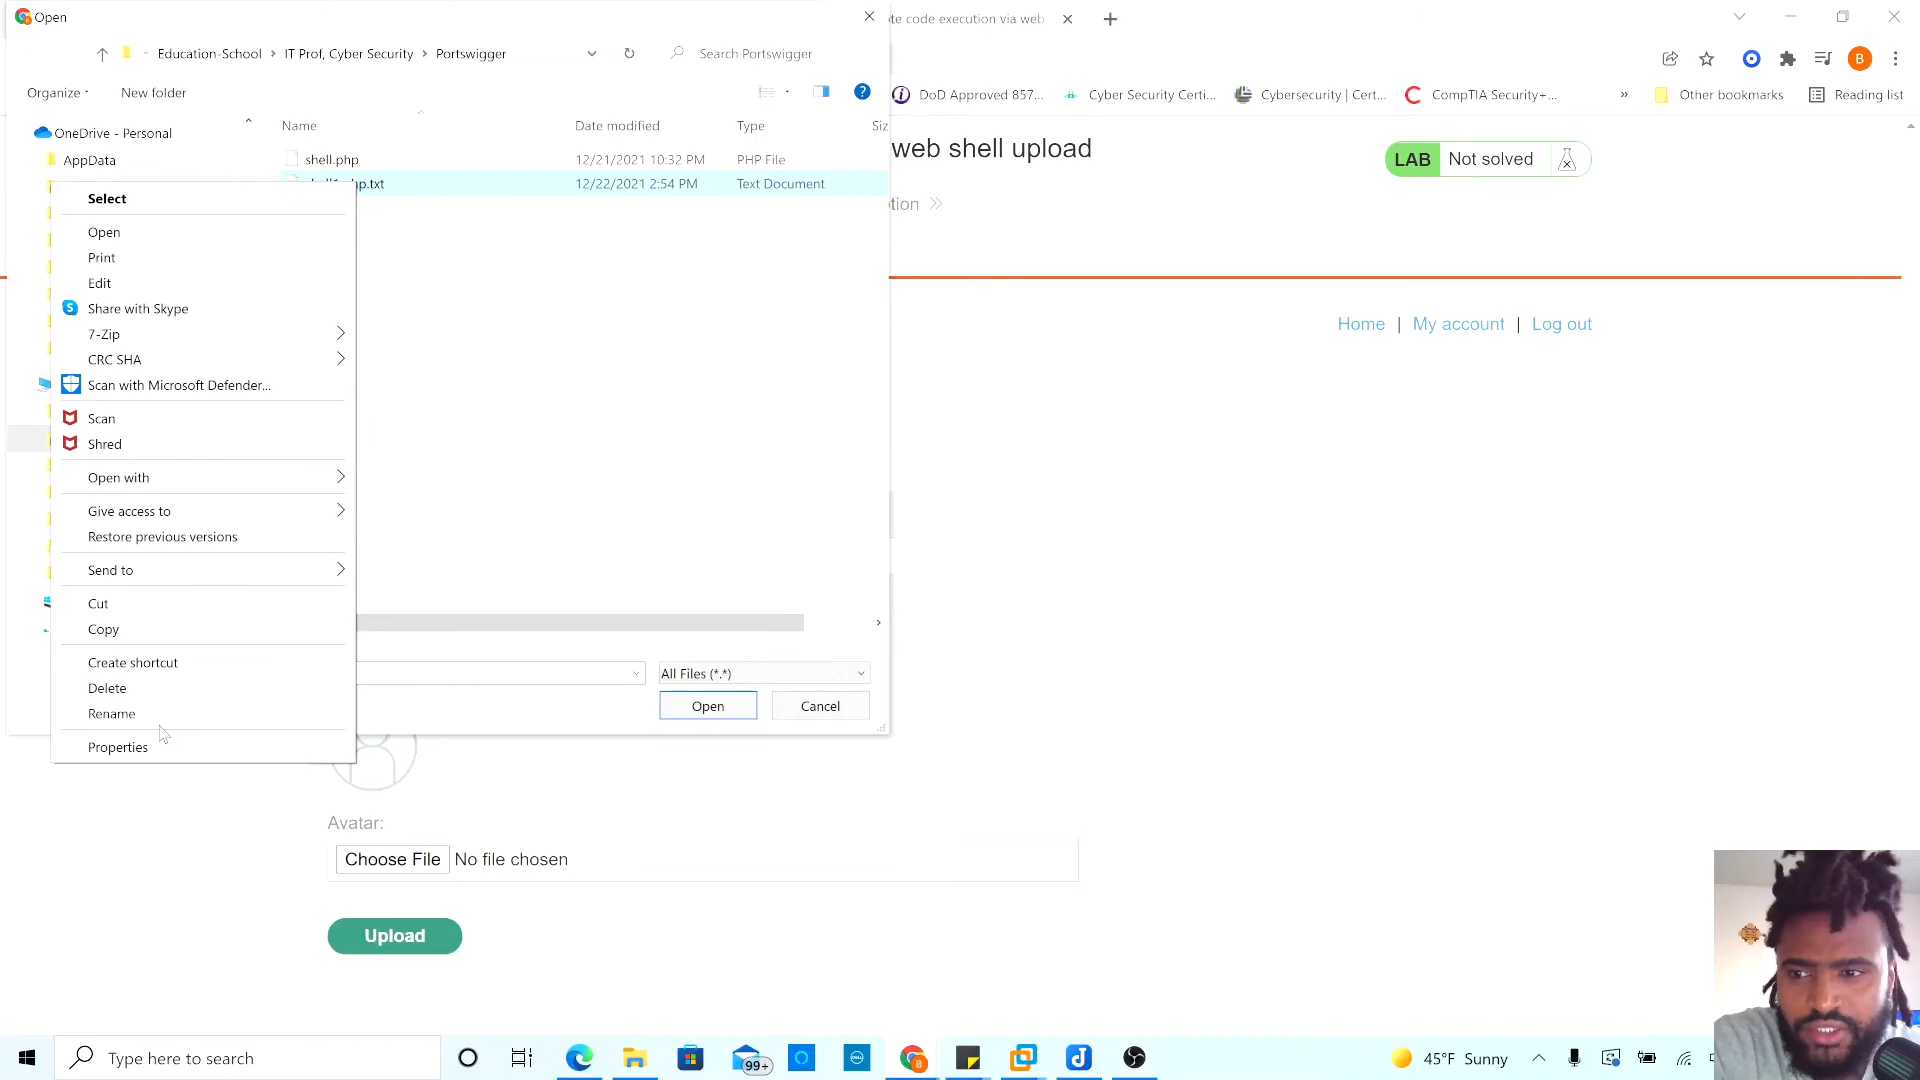 Open
te code execution via web
Education-School > IT Prof, Cyber Security > Portswigger
Search Portswigger
Organize
New folder
DoD Approved 857...
Cyber Security Certi...
Cybersecurity | Cert...
CompTIA Security+...
»
Other bookmarks
Reading list
B
OneDrive - Personal
AppData
Name
Date modified
Type
Siz
shell.php
12/21/2021 10:32 PM
PHP File
hp.txt
12/22/2021 2:54 PM
Text Document
web shell upload
LAB Not solved
tion
Home | My account | Log out
Select
Open
Print
Edit
Share with Skype
7-Zip
CRC SHA
Scan with Microsoft Defender...
Scan
Shred
Open with
Give access to
Restore previous versions
Send to
Cut
Copy
Create shortcut
Delete
Rename
Properties
All Files (*.*)
Open
Cancel
Avatar:
Choose File No file chosen
Upload
Type here to search
99+
DELL
45°F Sunny